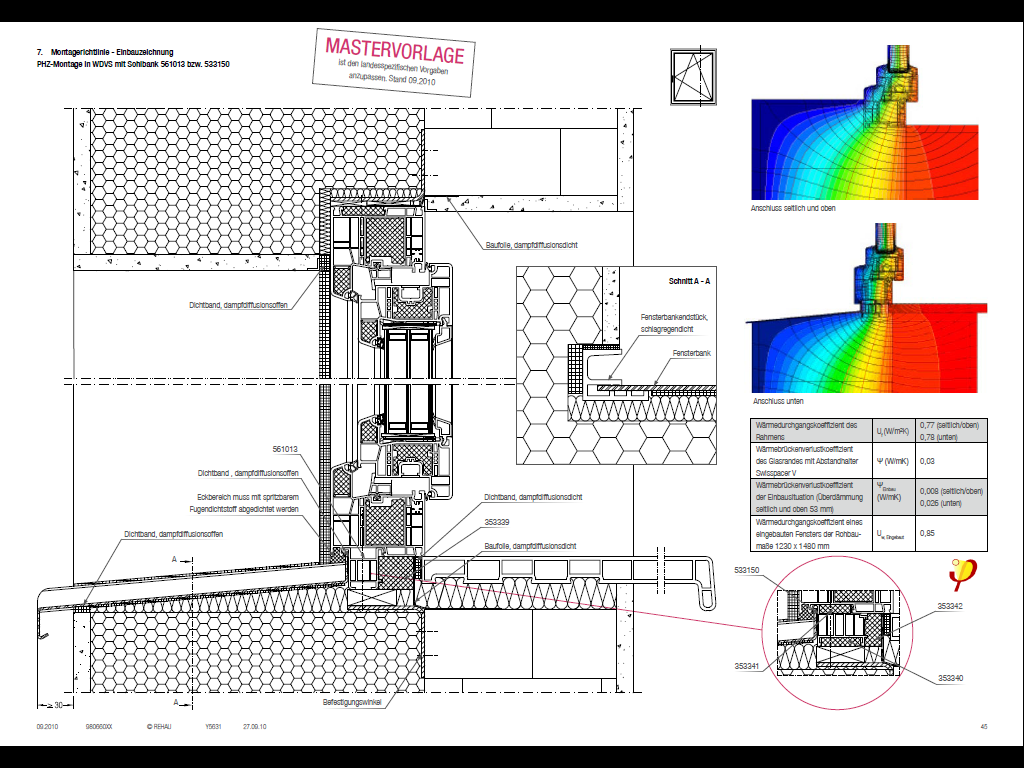 7. Montagerichtlinie - Einbauzeichnung
PHZ-Montage in WDVS mit Sohlbank 561013 bzw. 533150
MASTERVORLAGE
ist den landesspezifischen Vorgaben
anzupassen. Stand 09.2010
Anschluss seitlich und oben
Baufolie, dampfdiffusionsdicht
Schnitt A - A
Dichtband, dampfdiffusionsoffen
Fensterbankendstück,
schlagregendicht
Fensterbank
Anschluss unten
Wärmedurchgangskoeffizient des
Rahmens
Uf (W/m²K)
0,77 (seitlich/oben)
0,78 (unten)
Wärmebrückenverlustkoeffizient
des Glasrandes mit Abstandhalter
Swisspacer V
Ψ (W/mK)
0,03
Wärmebrückenverlustkoeffizient
der Einbausituation (Überdämmung
seitlich und oben 53 mm)
Ψ Einbau
(W/mK)
0,008 (seitlich/oben)
0,026 (unten)
Wärmedurchgangskoeffizient eines
eingebauten Fensters der Rohbau-
maße 1230 x 1480 mm
Uw, Eingebaut
0,85
561013
Dichtband , dampfdiffusionsoffen
Eckbereich muss mit spritzbarem
Fugendichtstoff abgedichtet werden
Dichtband, dampfdiffusionsoffen
A
Dichtband, dampfdiffusionsdicht
353339
Baufolie, dampfdiffusionsdicht
533150
353342
353341
353340
≥ 30
A
Befestigungswinkel
09.2010 980660XX © REHAU Y5631 27.09.10
45